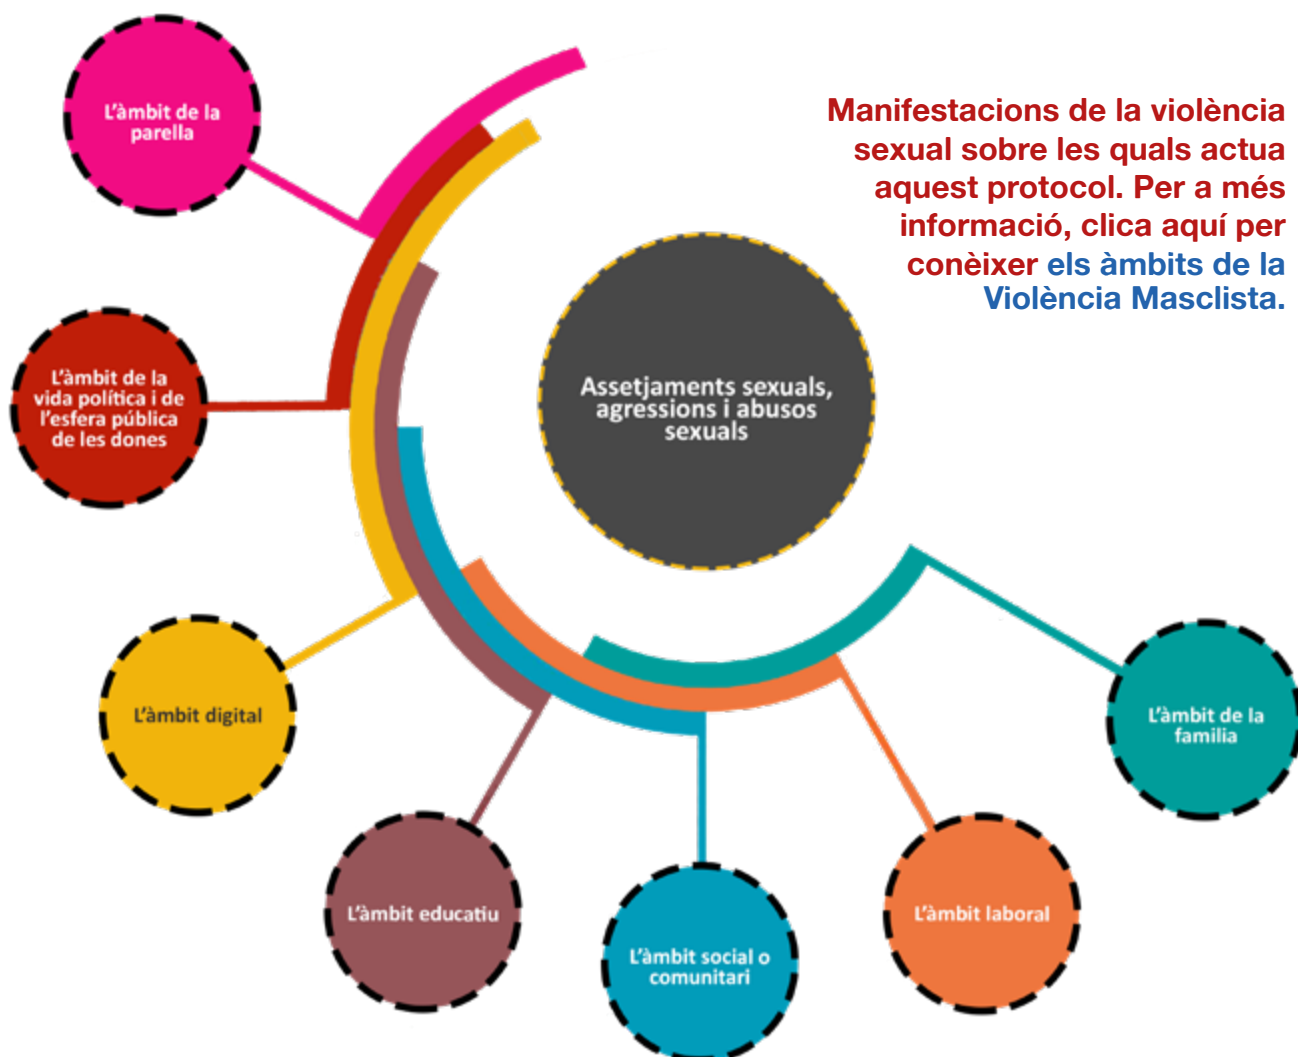 L'àmbit de la
parella
Manifestacions de la violència
sexual sobre les quals actua
aquest protocol. Per a més
informació, clica aquí per
conèixer els àmbits de la
Violència Masclista.
L'àmbit de la
vida política i de
l'esfera pública
de les dones
Assetjaments sexuals,
agressions i abusos
sexuals
L'àmbit digital
L'àmbit de la
familia
L'àmbit educatiu
L'àmbit social o
comunitari
L'àmbit laboral